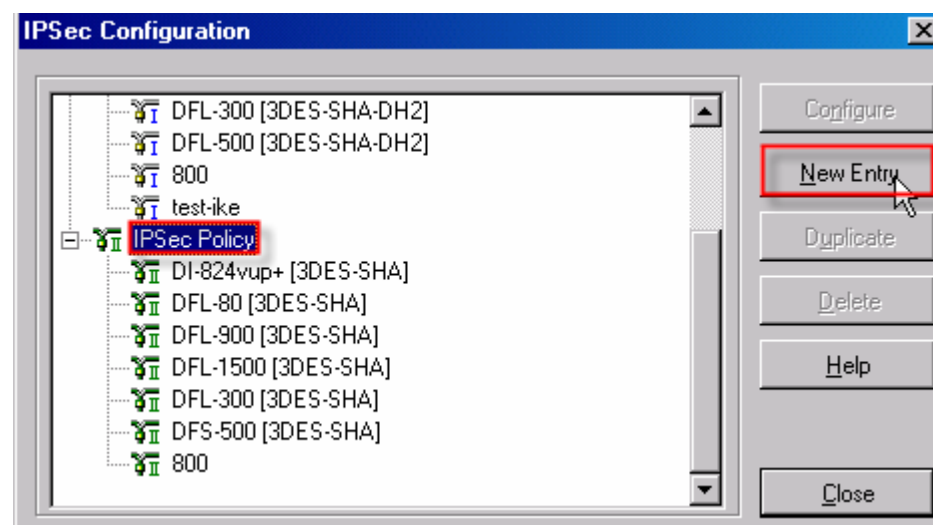 IPSec Configuration
DFL-300 [3DES-SHA-DH2]
DFL-500 [3DES-SHA-DH2]
800
test-ike
IPSec Policy
DI-824vup+ [3DES-SHA]
DFL-80 [3DES-SHA]
DFL-900 [3DES-SHA]
DFL-1500 [3DES-SHA]
DFL-300 [3DES-SHA]
DFS-500 [3DES-SHA]
800
Configure
New Entry
Duplicate
Delete
Help
Close